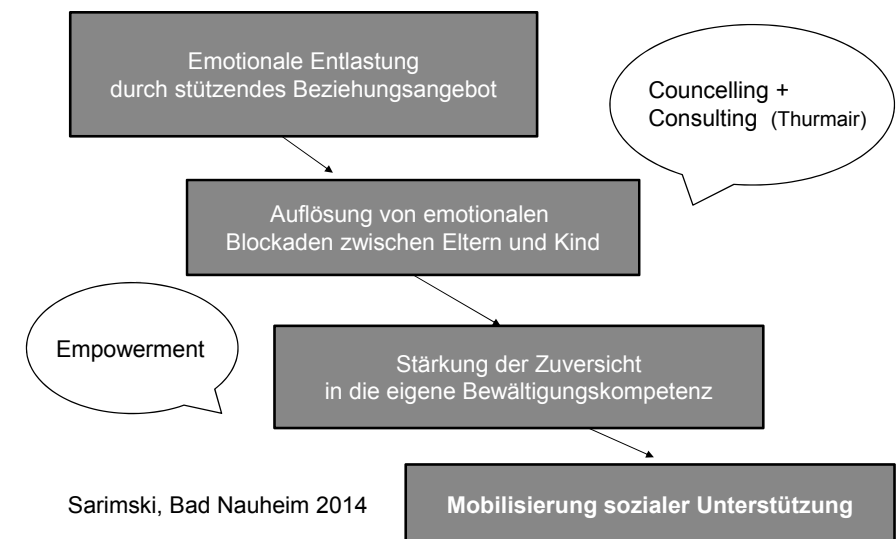 Emotionale Entlastung
durch stützendes Beziehungsangebot
Councelling +
Consulting (Thurmair)
Auflösung von emotionalen
Blockaden zwischen Eltern und Kind
Empowerment
Stärkung der Zuversicht
in die eigene Bewältigungskompetenz
Sarimski, Bad Nauheim 2014
Mobilisierung sozialer Unterstützung